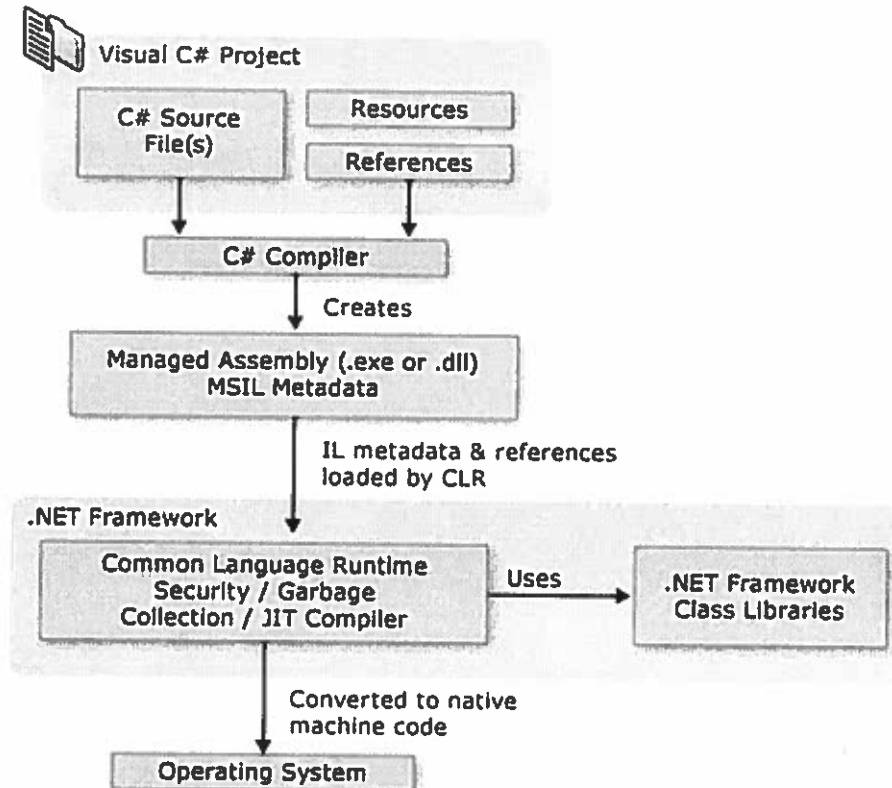 Visual C# Project
C# Source
File(s)
Resources
References
C# Compiler
Creates
Managed Assembly (.exe or .dll)
MSIL Metadata
IL metadata & references
loaded by CLR
.NET Framework
Common Language Runtime
Security / Garbage
Collection / JIT Compiler
Uses
.NET Framework
Class Libraries
Converted to native
machine code
Operating System